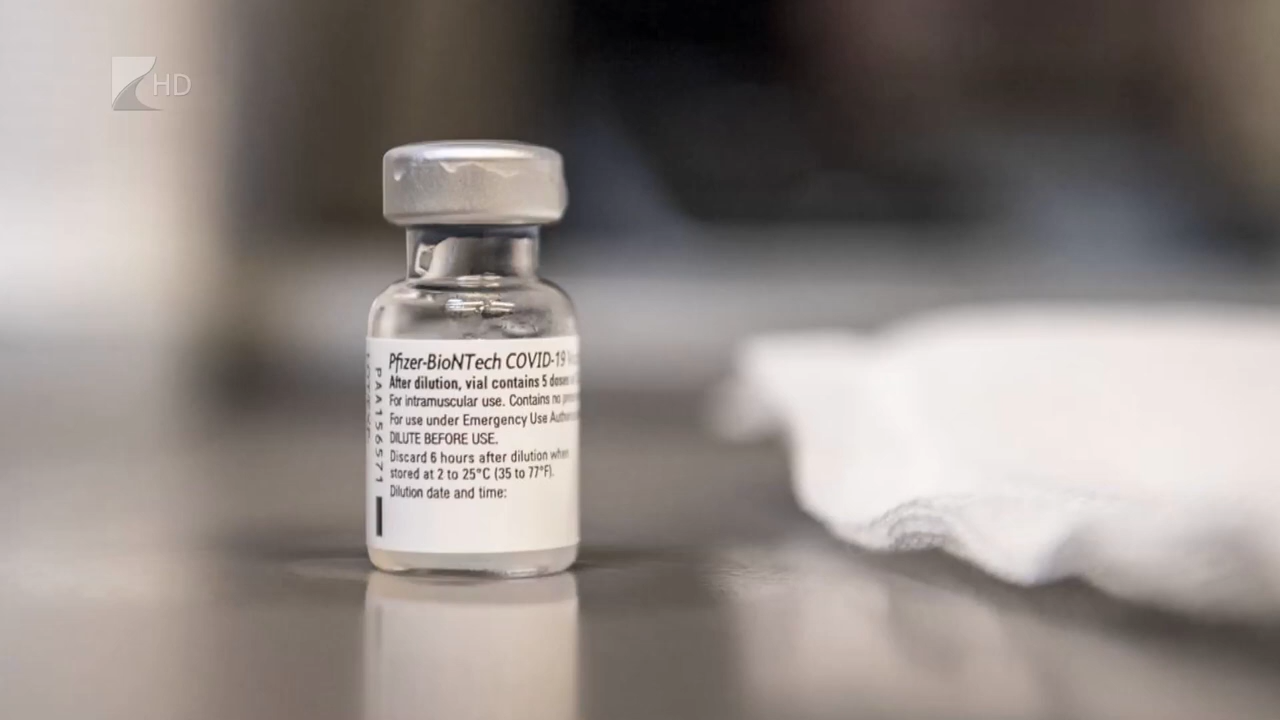 HD
Pfizer-BioNTech COVID-19
After dilution, vial contains 5 doses
For intramuscular use. Contains no
For use under Emergency Use
DILUTE BEFORE USE.
Discard 6 hours after dilution when
stored at 2 to 25°C (35 to 77°F).
Dilution date and time:
PAA156571